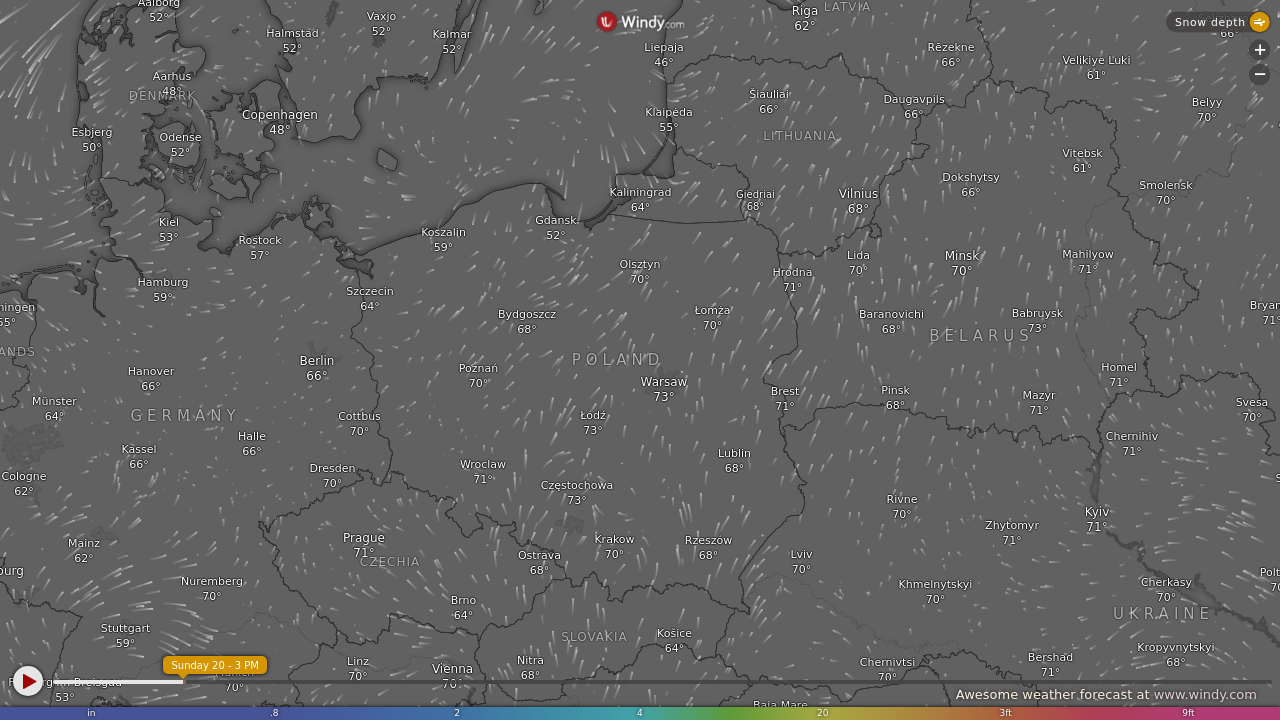 Aalborg
52°
Vaxjo
52°
Halmstad
52°
Kalmar
52°
Windy.com
Riga
62°
LATVIA
Snow depth
66°
+
−
Liepaja
46°
Rēzekne
66°
Velikiye Luki
61°
Aarhus
48°
DENMARK
Copenhagen
48°
Klaipėda
55°
Šiauliai
66°
Daugavpils
66°
Belyy
70°
Esbjerg
50°
Odense
52°
LITHUANIA
Vitebsk
61°
Kaliningrad
64°
Giedriai
68°
Vilnius
68°
Dokshytsy
66°
Smolensk
70°
Kiel
53°
Rostock
57°
Koszalin
59°
Gdansk
52°
Olsztyn
70°
Hrodna
71°
Lida
70°
Minsk
70°
Mahilyow
71°
Hamburg
59°
Szczecin
64°
Bydgoszcz
68°
Łomża
70°
Baranovichi
68°
Babruysk
73°
BELARUS
POLAND
Hanover
66°
Berlin
66°
Poznań
70°
Warsaw
73°
Brest
71°
Pinsk
68°
Mazyr
71°
Homel
71°
Münster
64°
GERMANY
Cottbus
70°
Łódź
73°
Svesa
70°
Kassel
66°
Halle
66°
Chernihiv
71°
Cologne
62°
Dresden
70°
Wroclaw
71°
Częstochowa
73°
Lublin
68°
Rivne
70°
Zhytomyr
71°
Kyiv
71°
Mainz
62°
Prague
71°
CZECHIA
Ostrava
68°
Krakow
70°
Rzeszow
68°
Lviv
70°
Nuremberg
70°
Brno
64°
Khmelnytskyi
70°
Cherkasy
70°
UKRAINE
Stuttgart
59°
SLOVAKIA
Košice
64°
Kropyvnytskyi
68°
Sunday 20 - 3 PM
53°
70°
Linz
70°
Vienna
70°
Nitra
68°
Chernivtsi
70°
Bershad
71°
Baia Mare
Awesome weather forecast at www.windy.com
in .8 2 4 20 3ft 9ft